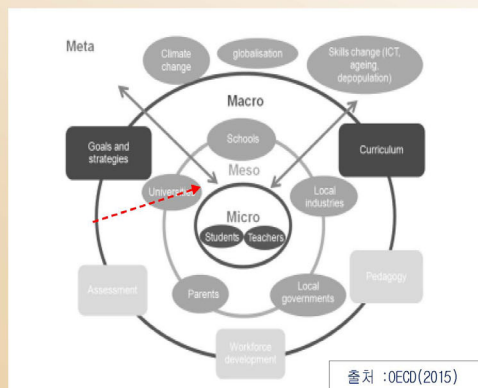 Meta
Climate
change
globalisation
Skills change (ICT,
ageing,
depopulation)
Macro
Goals and
strategies
Schools
Curriculum
Meso
Universities
Local
industries
Micro
Students
Teachers
Assessment
Parents
Local
governments
Pedagogy
Workforce
development
출처 :OECD(2015)